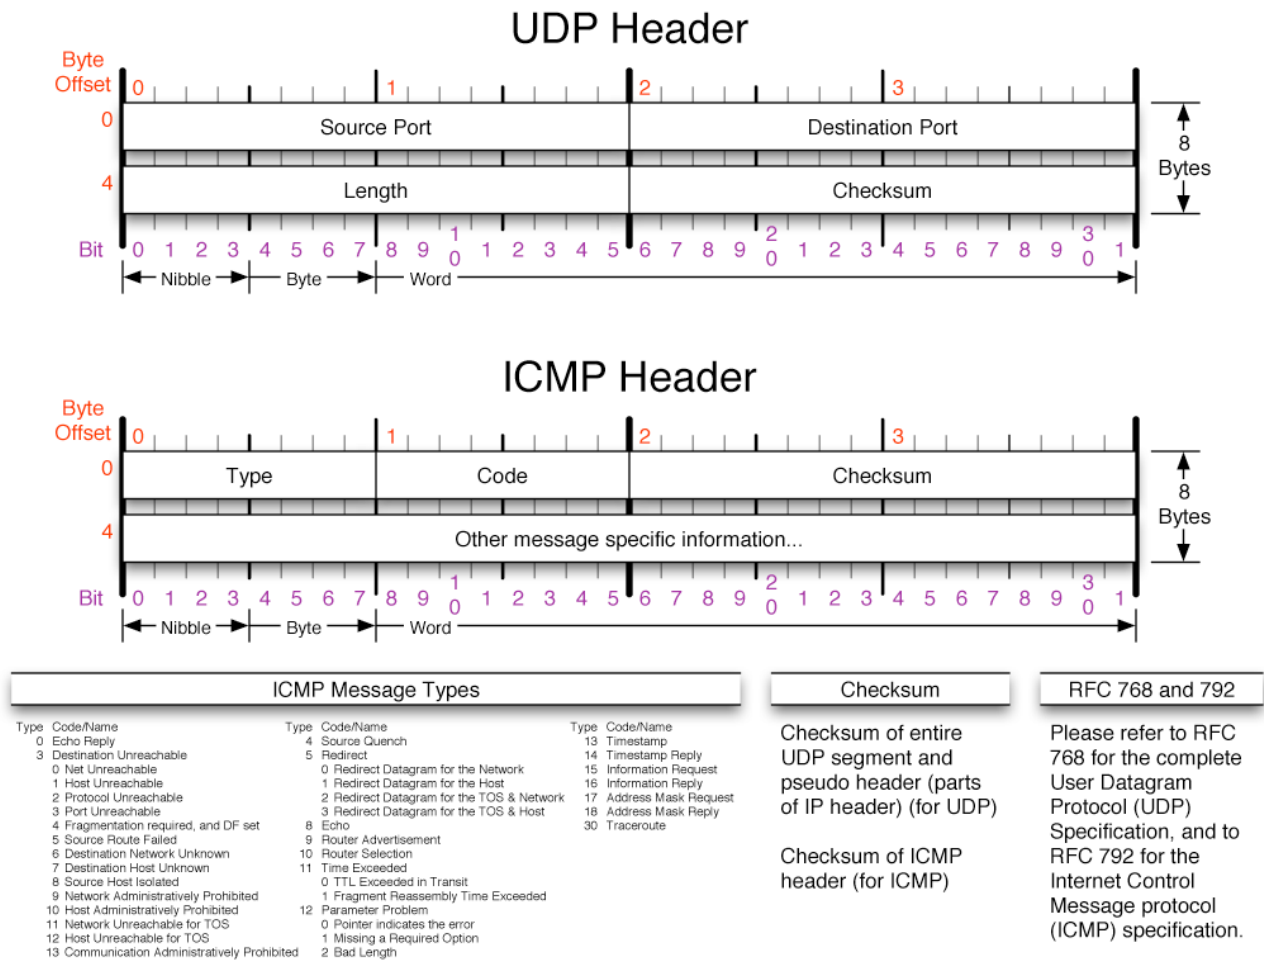 UDP Header
Byte
Offset
0 1 2 3
0
Source Port Destination Port
8
Bytes
4
Length Checksum
Bit 0 1 2 3 4 5 6 7 8 9 10 1 2 3 4 5 6 7 8 9 20 1 2 3 4 5 6 7 8 9 30 1
Nibble Byte Word
ICMP Header
Byte
Offset
0 1 2 3
0
Type Code Checksum
8
Bytes
4
Other message specific information...
Bit 0 1 2 3 4 5 6 7 8 9 10 1 2 3 4 5 6 7 8 9 20 1 2 3 4 5 6 7 8 9 30 1
Nibble Byte Word
ICMP Message Types
Type Code/Name
0 Echo Reply
3 Destination Unreachable
0 Net Unreachable
1 Host Unreachable
2 Protocol Unreachable
3 Port Unreachable
4 Fragmentation required, and DF set
5 Source Route Failed
6 Destination Network Unknown
7 Destination Host Unknown
8 Source Host Isolated
9 Network Administratively Prohibited
10 Host Administratively Prohibited
11 Network Unreachable for TOS
12 Host Unreachable for TOS
13 Communication Administratively Prohibited
Type Code/Name
4 Source Quench
5 Redirect
0 Redirect Datagram for the Network
1 Redirect Datagram for the Host
2 Redirect Datagram for the TOS & Network
3 Redirect Datagram for the TOS & Host
8 Echo
9 Router Advertisement
10 Router Selection
11 Time Exceeded
0 TTL Exceeded in Transit
1 Fragment Reassembly Time Exceeded
12 Parameter Problem
0 Pointer indicates the error
1 Missing a Required Option
2 Bad Length
Type Code/Name
13 Timestamp
14 Timestamp Reply
15 Information Request
16 Information Reply
17 Address Mask Request
18 Address Mask Reply
30 Traceroute
Checksum
Checksum of entire
UDP segment and
pseudo header (parts
of IP header) (for UDP)
Checksum of ICMP
header (for ICMP)
RFC 768 and 792
Please refer to RFC
768 for the complete
User Datagram
Protocol (UDP)
Specification, and to
RFC 792 for the
Internet Control
Message protocol
(ICMP) specification.